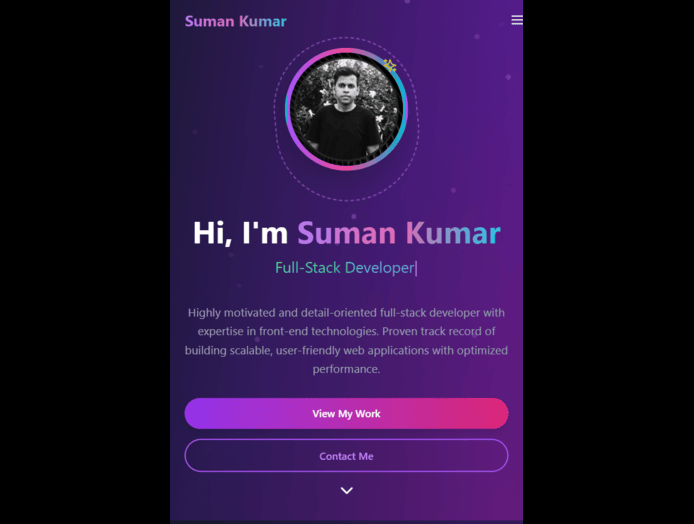 Suman Kumar
Hi, I'm Suman Kumar
Full-Stack Developer
Highly motivated and detail-oriented full-stack developer with
expertise in front-end technologies. Proven track record of
building scalable, user-friendly web applications with optimized
performance.
View My Work
Contact Me